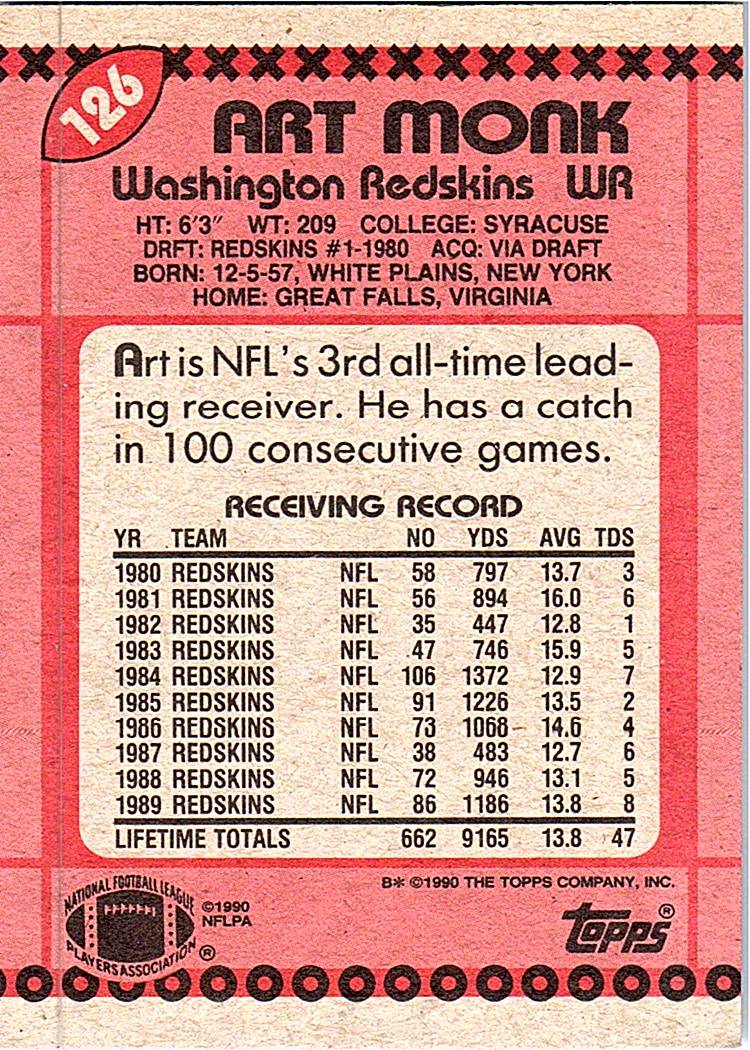 126
ART MONK
Washington Redskins WR
HT: 6'3" WT: 209 COLLEGE: SYRACUSE
DRFT: REDSKINS #1-1980 ACQ: VIA DRAFT
BORN: 12-5-57, WHITE PLAINS, NEW YORK
HOME: GREAT FALLS, VIRGINIA
Art is NFL's 3rd all-time lead-
ing receiver. He has a catch
in 100 consecutive games.
RECEIVING RECORD
YR TEAM NO YDS AVG TDS
1980 REDSKINS NFL 58 797 13.7 3
1981 REDSKINS NFL 56 894 16.0 6
1982 REDSKINS NFL 35 447 12.8 1
1983 REDSKINS NFL 47 746 15.9 5
1984 REDSKINS NFL 106 1372 12.9 7
1985 REDSKINS NFL 91 1226 13.5 2
1986 REDSKINS NFL 73 1068 14.6 4
1987 REDSKINS NFL 38 483 12.7 6
1988 REDSKINS NFL 72 946 13.1 5
1989 REDSKINS NFL 86 1186 13.8 8
LIFETIME TOTALS 662 9165 13.8 47
B* ©1990 THE TOPPS COMPANY, INC.
NATIONAL FOOTBALL LEAGUE
PLAYERS ASSOCIATION ®
©1990
NFLPA
topps ®